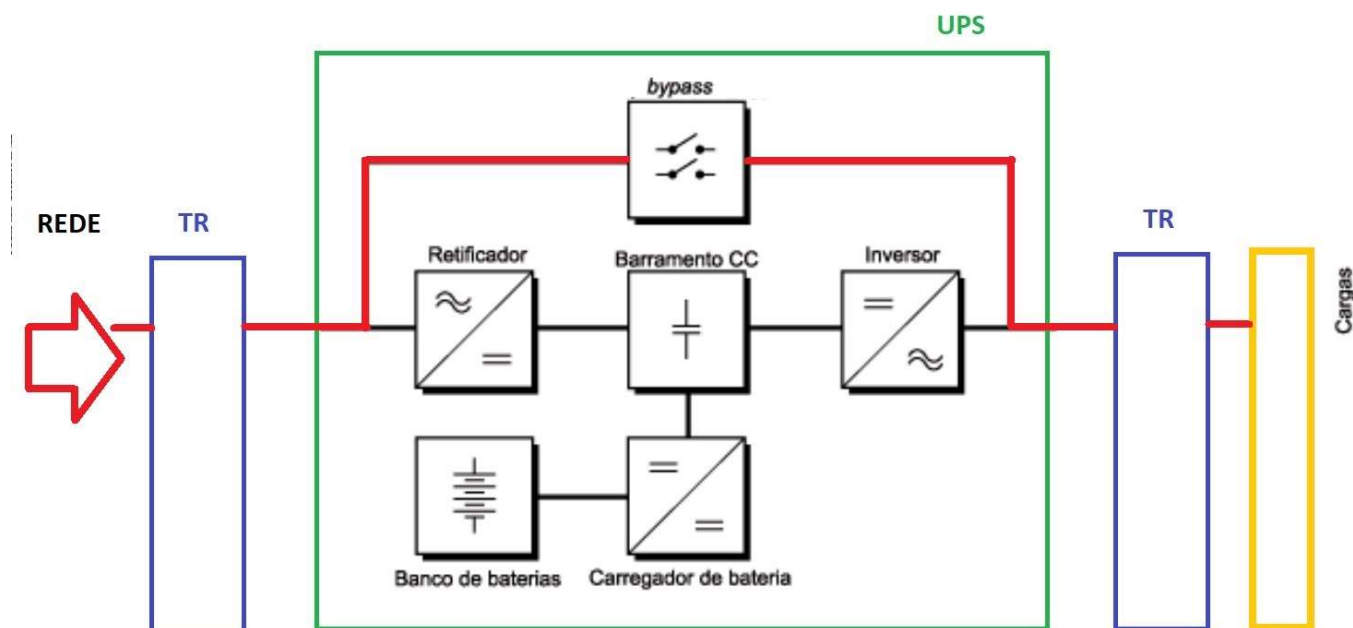 UPS
bypass
REDE
TR
TR
Retificador
Barramento CC
Inversor
Cargas
Banco de baterias
Carregador de bateria